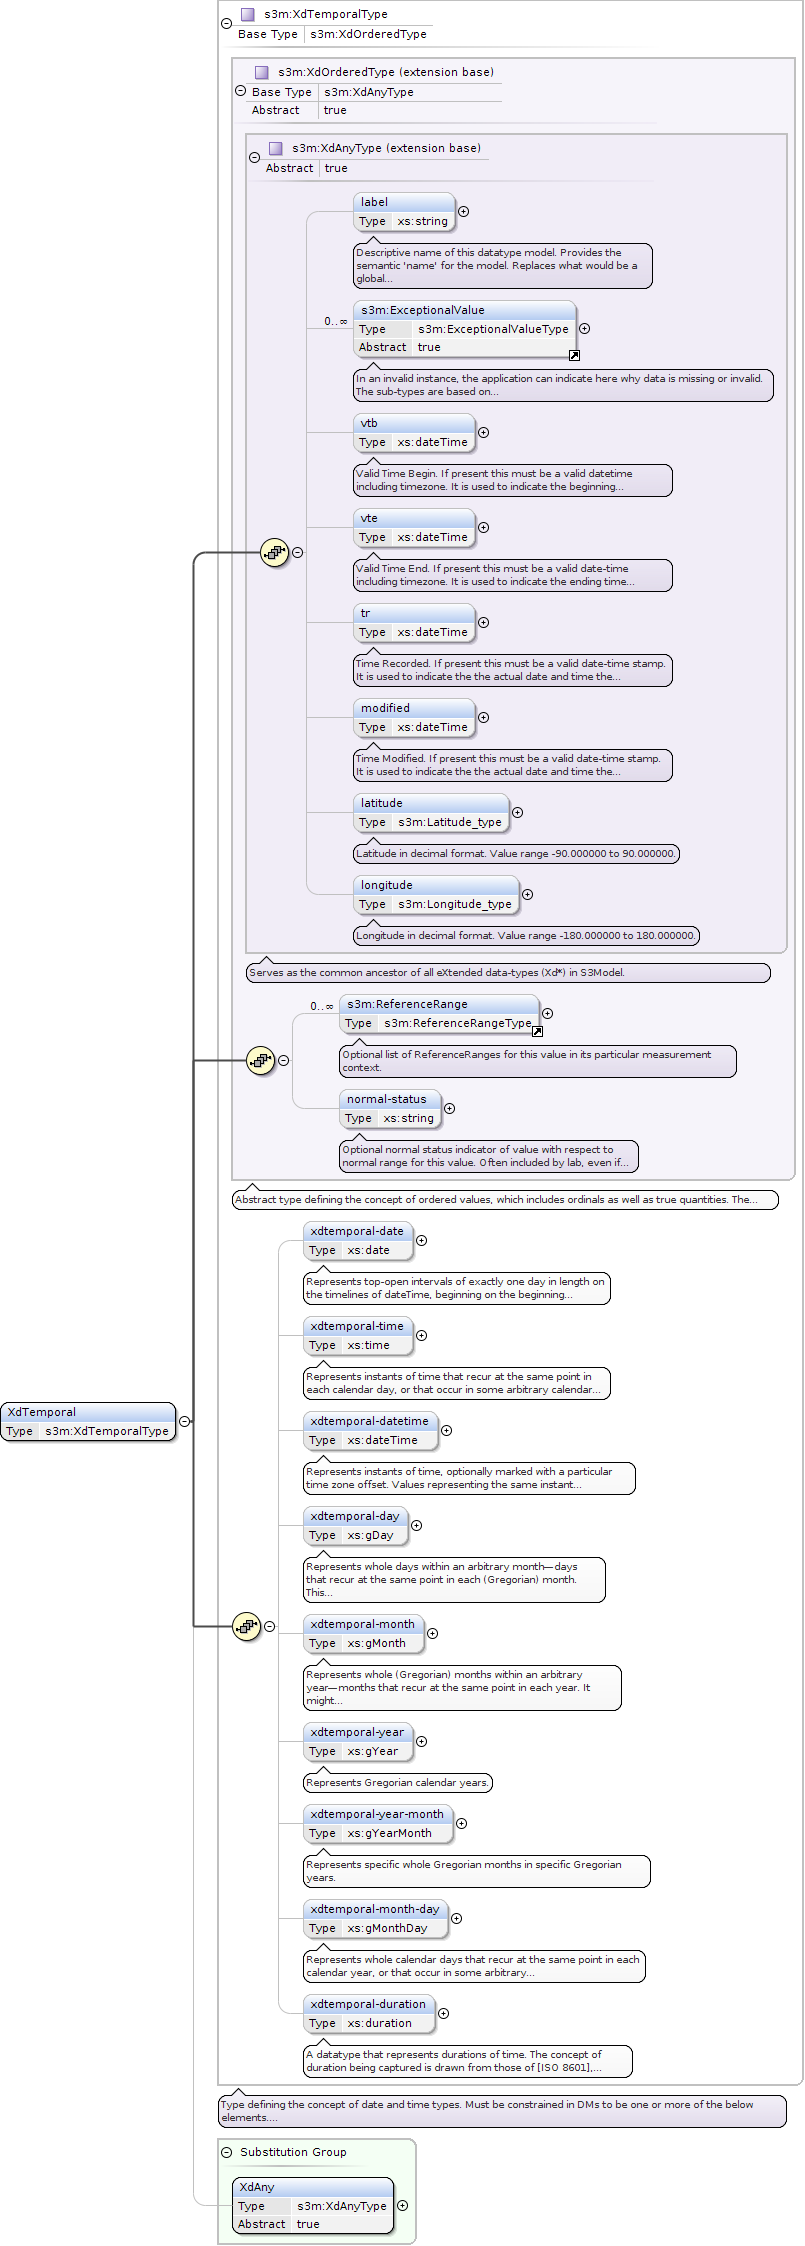 s3m:XdTemporalType
Base Type s3m:XdOrderedType
s3m:XdOrderedType (extension base)
Base Type s3m:XdAnyType
Abstract true
s3m:XdAnyType (extension base)
Abstract true
label
Type xs:string
Descriptive name of this datatype model. Provides the
semantic 'name' for the model. Replaces what would be a
global...
0..∞
s3m:ExceptionalValue
Type s3m:ExceptionalValueType
Abstract true
In an invalid instance, the application can indicate here why data is missing or invalid.
The sub-types are based on...
vtb
Type xs:dateTime
Valid Time Begin. If present this must be a valid datetime
including timezone. It is used to indicate the beginning...
vte
Type xs:dateTime
Valid Time End. If present this must be a valid date-time
including timezone. It is used to indicate the ending time...
tr
Type xs:dateTime
Time Recorded. If present this must be a valid date-time stamp.
It is used to indicate the the actual date and time the...
modified
Type xs:dateTime
Time Modified. If present this must be a valid date-time stamp.
It is used to indicate the the actual date and time the...
latitude
Type s3m:Latitude_type
Latitude in decimal format. Value range -90.000000 to 90.000000.
longitude
Type s3m:Longitude_type
Longitude in decimal format. Value range -180.000000 to 180.000000.
Serves as the common ancestor of all eXtended data-types (Xd*) in S3Model.
0..∞
s3m:ReferenceRange
Type s3m:ReferenceRangeType
Optional list of ReferenceRanges for this value in its particular measurement
context.
normal-status
Type xs:string
Optional normal status indicator of value with respect to
normal range for this value. Often included by lab, even if...
Abstract type defining the concept of ordered values, which includes ordinals as well as true quantities. The...
xdtemporal-date
Type xs:date
Represents top-open intervals of exactly one day in length on
the timelines of dateTime, beginning on the beginning...
xdtemporal-time
Type xs:time
Represents instants of time that recur at the same point in
each calendar day, or that occur in some arbitrary calendar...
XdTemporal
Type s3m:XdTemporalType
xdtemporal-datetime
Type xs:dateTime
Represents instants of time, optionally marked with a particular
time zone offset. Values representing the same instant...
xdtemporal-day
Type xs:gDay
Represents whole days within an arbitrary month—days
that recur at the same point in each (Gregorian) month.
This...
xdtemporal-month
Type xs:gMonth
Represents whole (Gregorian) months within an arbitrary
year—months that recur at the same point in each year. It
might...
xdtemporal-year
Type xs:gYear
Represents Gregorian calendar years.
xdtemporal-year-month
Type xs:gYearMonth
Represents specific whole Gregorian months in specific Gregorian
years.
xdtemporal-month-day
Type xs:gMonthDay
Represents whole calendar days that recur at the same point in each
calendar year, or that occur in some arbitrary...
xdtemporal-duration
Type xs:duration
A datatype that represents durations of time. The concept of
duration being captured is drawn from those of [ISO 8601],...
Type defining the concept of date and time types. Must be constrained in DMs to be one or more of the below
elements....
Substitution Group
XdAny
Type s3m:XdAnyType
Abstract true